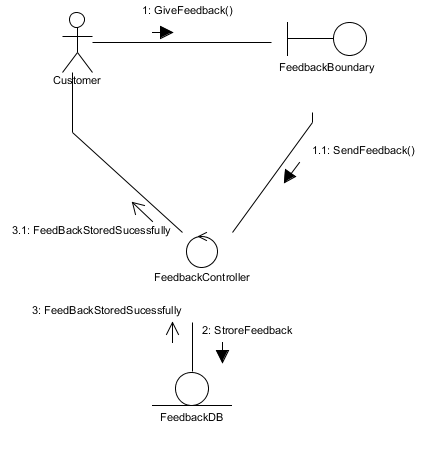 1: GiveFeedback()
Customer
FeedbackBoundary
1.1: SendFeedback()
3.1: FeedBackStoredSucessfully
FeedbackController
3: FeedBackStoredSucessfully
2: StroreFeedback
FeedbackDB